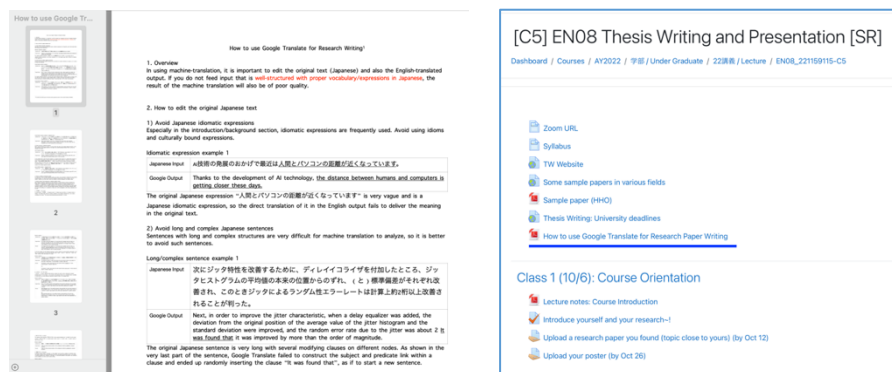 How to use Google Tr...
1
2
3
How to use Google Translate for Research Writing!
1. Overview
In using machine-translation, it is important to edit the original text (Japanese) and also the English-translated
output. If you do not feed input that is well-structured with proper vocabulary/expressions in Japanese, the
result of the machine translation will also be of poor quality.
2. How to edit the original Japanese text
1) Avoid Japanese idiomatic expressions
Especially in the introduction/background section, idiomatic expressions are frequently used. Avoid using idioms
and culturally bound expressions.
Idiomatic expression example 1
Japanese Input AI技術の発展のおかげで最近は人間とパソコンの距離が近くなっています。
Google Output Thanks to the development of AI technology, the distance between humans and computers is
getting closer these days.
The original Japanese expression "人間とパソコンの距離が近くなっています" is very vague and is a
Japanese idiomatic expression, so the direct translation of it in the English output fails to deliver the meaning
in the original text.
2) Avoid long and complex Japanese sentences
Sentences with long and complex structures are very difficult for machine translation to analyze, so it is better
to avoid such sentences.
Long/complex sentence example 1
Japanese Input 次にジッタ特性を改善するために、ディレイイコライザを付加したところ、ジッ
タヒストグラムの平均値の本来の位置からのずれ、（ と ）標準偏差がそれぞれ改
善され、このときジッタによるランダム性エラーレートは計算上約2桁以上改善さ
れることが判った。
Google Output Next, in order to improve the jitter characteristic, when a delay equalizer was added, the
deviation from the original position of the average value of the jitter histogram and the
standard deviation were improved, and the random error rate due to the jitter was about 2 It
was found that it was improved by more than the order of magnitude.
The original Japanese sentence is very long with several modifying clauses on different nodes. As shown in the
very last part of the sentence, Google Translate failed to construct the subject and predicate link within a
clause and ended up randomly inserting the clause "It was found that", as if to start a new sentence.
[C5] EN08 Thesis Writing and Presentation [SR]
Dashboard / Courses / AY2022 / 学部 / Under Graduate / 22講義 / Lecture / EN08_221159115-C5
Zoom URL
Syllabus
TW Website
Some sample papers in various fields
Sample paper (HHO)
Thesis Writing: University deadlines
How to use Google Translate for Research Paper Writing
Class 1 (10/6): Course Orientation
Lecture notes: Course Introduction
Introduce yourself and your research~!
Upload a research paper you found (topic close to yours) (by Oct 12)
Upload your poster (by Oct 26)